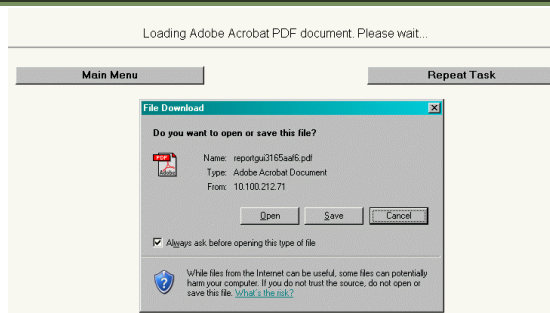 Loading Adobe Acrobat PDF document. Please wait...
Main Menu
Repeat Task
File Download
Do you want to open or save this file?
PDF
Adobe
Name: reportgui3165aaf6.pdf
Type: Adobe Acrobat Document
From: 10.100.212.71
Open Save Cancel
Always ask before opening this type of file
While files from the Internet can be useful, some files can potentially
harm your computer. If you do not trust the source, do not open or
save this file. What's the risk?